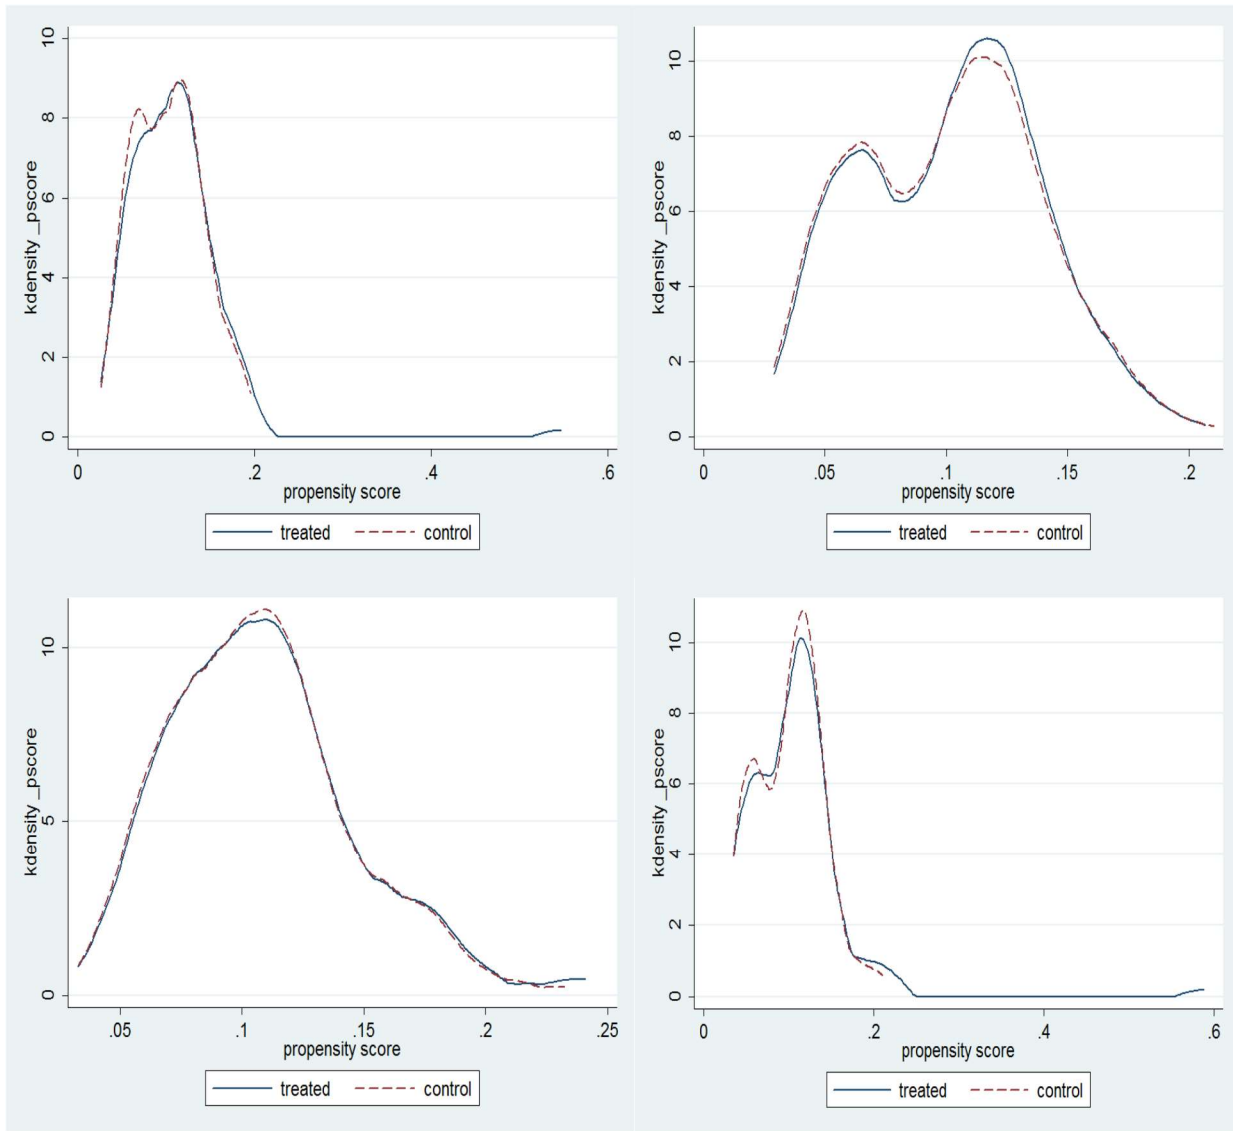 kdensity _pscore
10
8
6
4
2
0
0 .2 .4 .6
propensity score
treated control
kdensity _pscore
10
8
6
4
2
0
0 .05 .1 .15 .2
propensity score
treated control
kdensity _pscore
10
5
0
.05 .1 .15 .2 .25
propensity score
treated control
kdensity _pscore
10
8
6
4
2
0
0 .2 .4 .6
propensity score
treated control